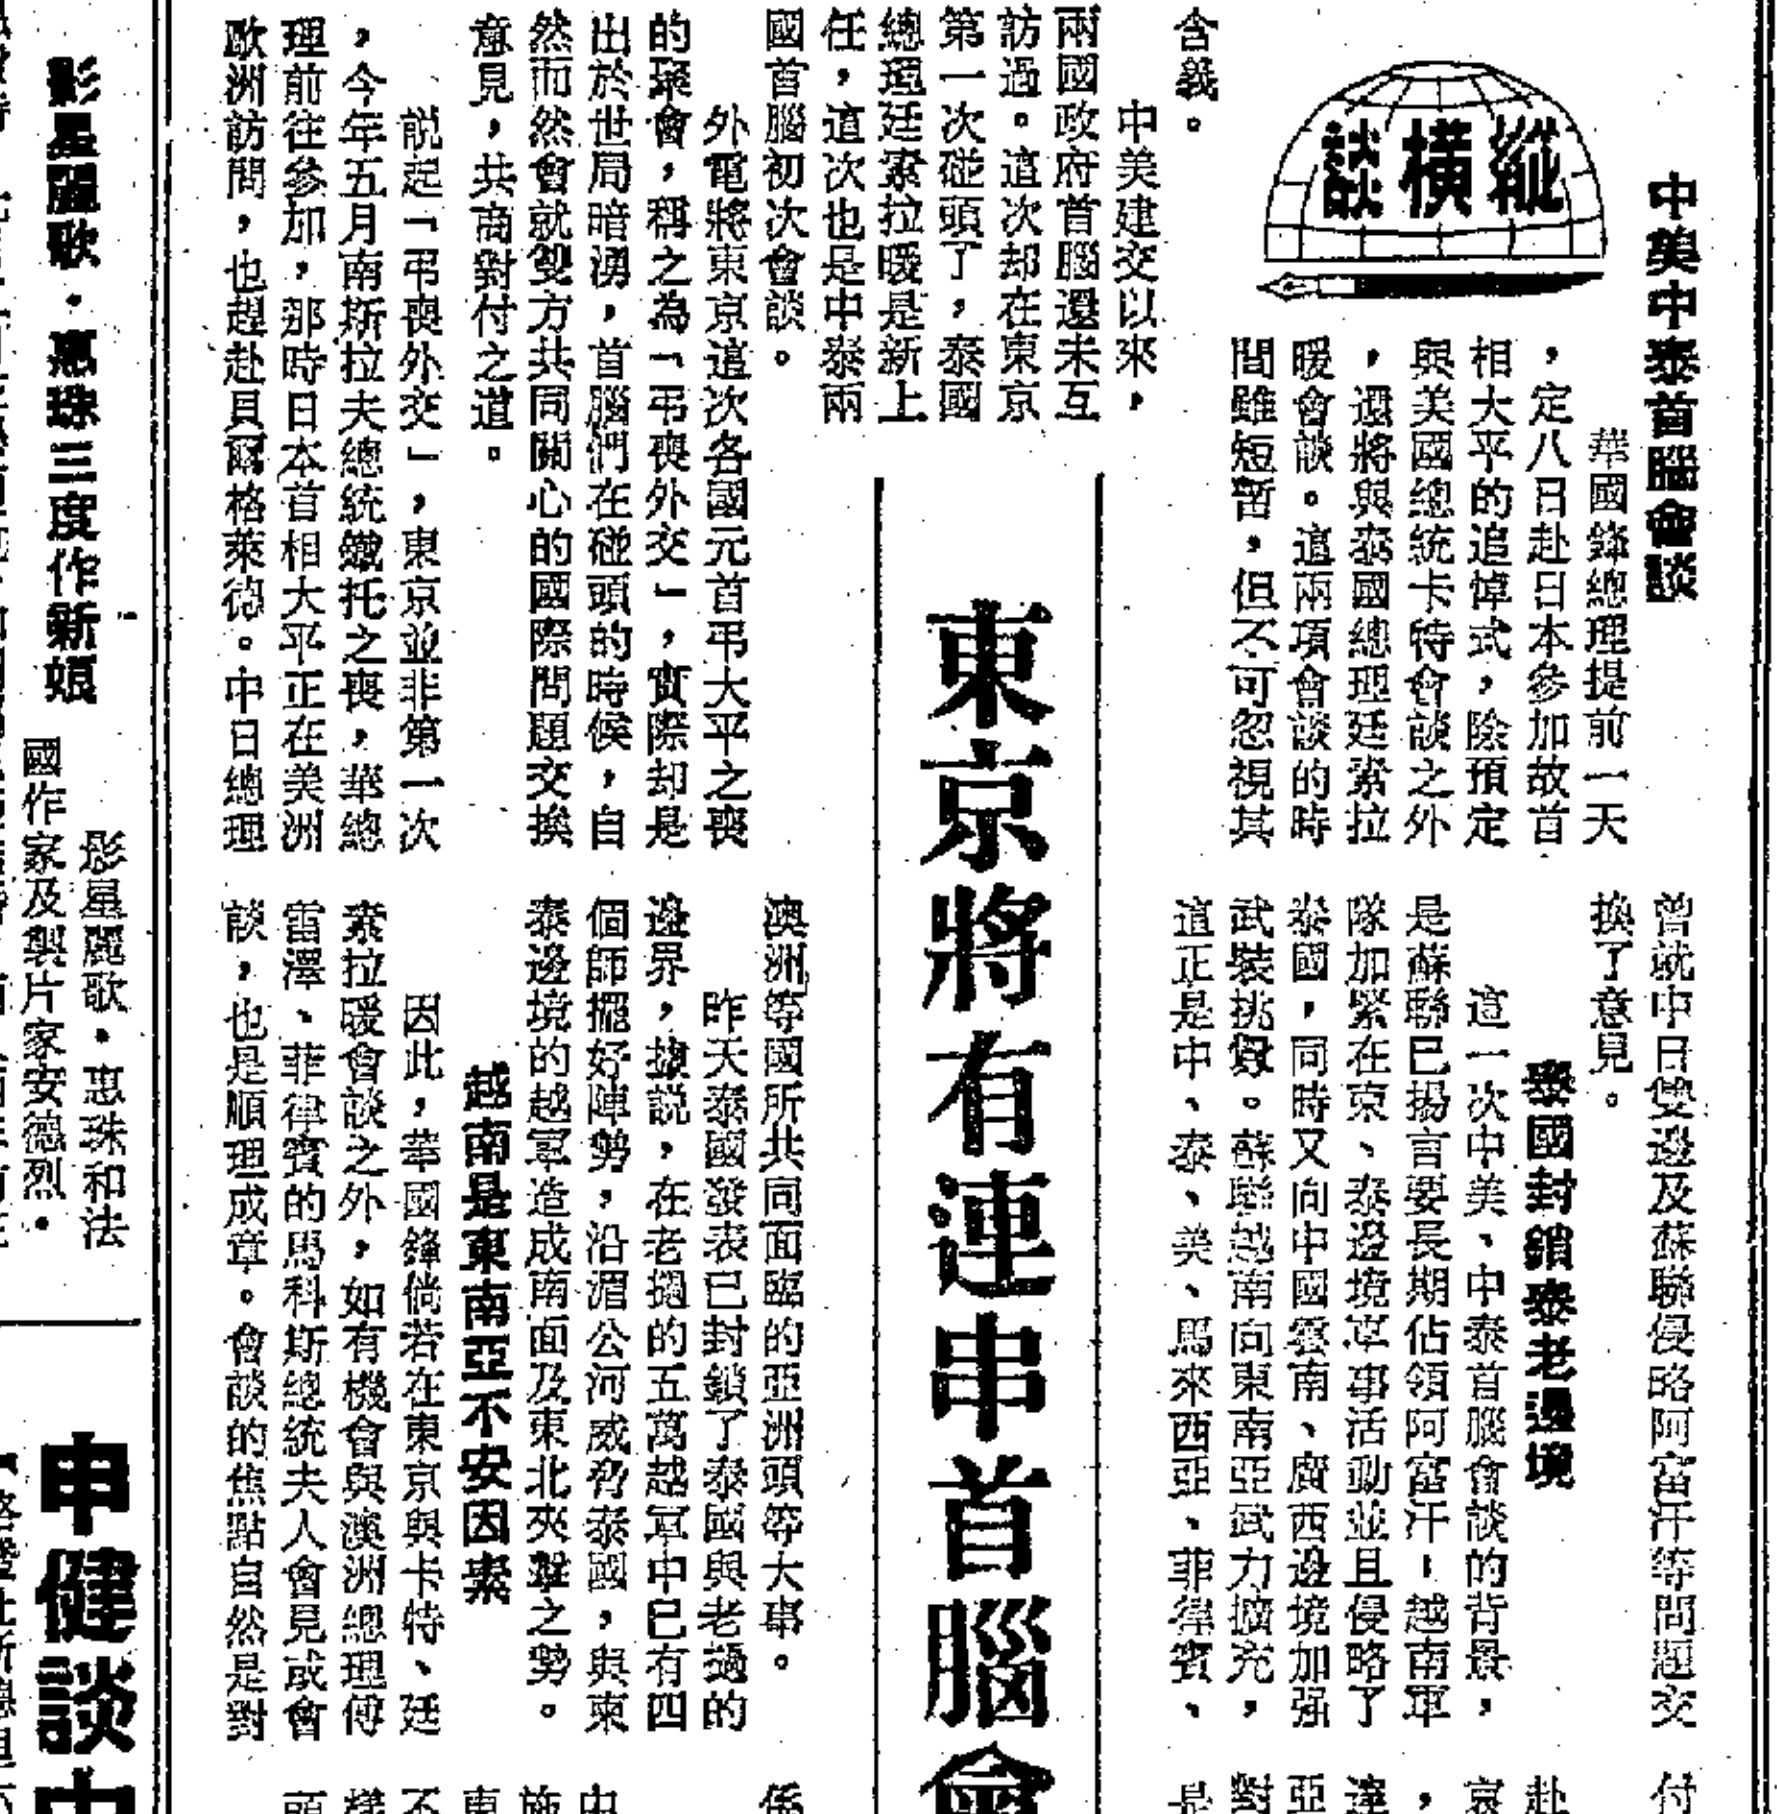 縱橫談
東京將有連串首腦會
中美中泰首腦會談
華國鋒總理提前一天
，定八日赴日本參加故首
相大平的追悼式，除預定
與美國總統卡特會談之外
，還將與泰國總理廷索拉
暖會談。這兩項會談的時
間雖短暫，但不可忽視其
含義。
中美建交以來，
兩國政府首腦還未互
訪過。這次却在東京
第一次碰頭了，泰國
總理廷索拉暖是新上
任，這次也是中泰兩
國首腦初次會談。
外電將東京這次各國元首弔大平之喪
的聚會，稱之為「弔喪外交」，實際却是
出於世局暗湧，首腦們在碰頭的時候，自
然而然會就雙方共同關心的國際問題交換
意見，共商對付之道。
說起「弔喪外交」，東京並非第一次
，今年五月南斯拉夫總統鐵托之喪，華總
理前往參加，那時日本首相大平正在美洲
歐洲訪問，也趕赴貝爾格萊德。中日總理
曾就中日雙邊及蘇聯侵略阿富汗等問題交
換了意見。
泰國封鎖泰老邊境
這一次中美、中泰首腦會談的背景，
是蘇聯已揚言要長期佔領阿富汗！越南軍
隊加緊在柬、泰邊境軍事活動並且侵略了
泰國，同時又向中國雲南、廣西邊境加强
武裝挑釁。蘇聯越南向東南亞武力擴充，
這正是中、泰、美、馬來西亞、菲律賓、
澳洲等國所共同面臨的亞洲頭等大事。
昨天泰國發表已封鎖了泰國與老撾的
邊界，據說，在老撾的五萬越軍中已有四
個師擺好陣勢，沿湄公河威脅泰國，與柬
泰邊境的越軍造成南面及東北夾擊之勢。
越南是東南亞不安因素
因此，華國鋒倘若在東京與卡特、廷
索拉暖會談之外，如有機會與澳洲總理傅
雷澤、菲律賓的馬科斯總統夫人會見或會
談，也是順理成章。會談的焦點自然是對
付
赴
達
亞
對
是
係
中
施
東
不
樣
頭
影星麗歌·惠珠三度作新娘
影星麗歌·惠珠和法
國作家及製片家安德烈·
申健談中